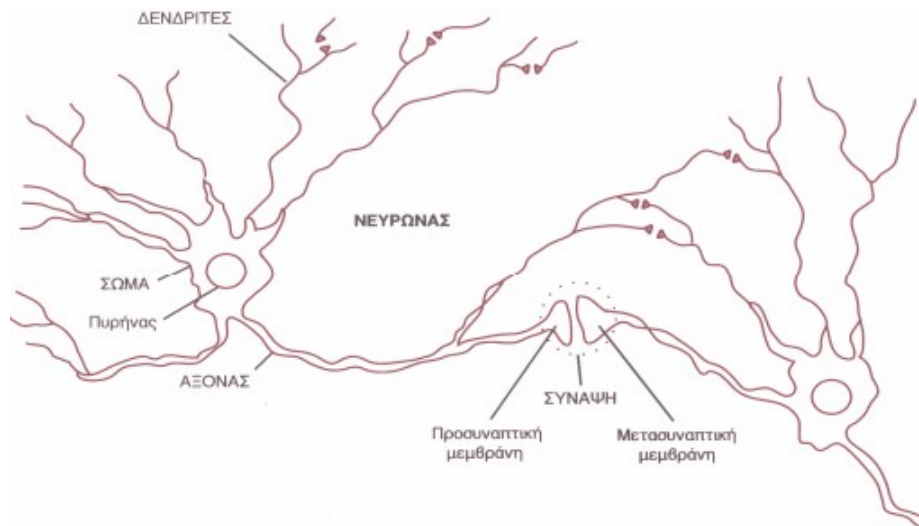 ΔΕΝΔΡΙΤΕΣ
ΝΕΥΡΩΝΑΣ
ΣΩΜΑ
Πυρήνας
ΑΞΟΝΑΣ
ΣΥΝΑΨΗ
Προσυναπτική
μεμβράνη
Μετασυναπτική
μεμβράνη